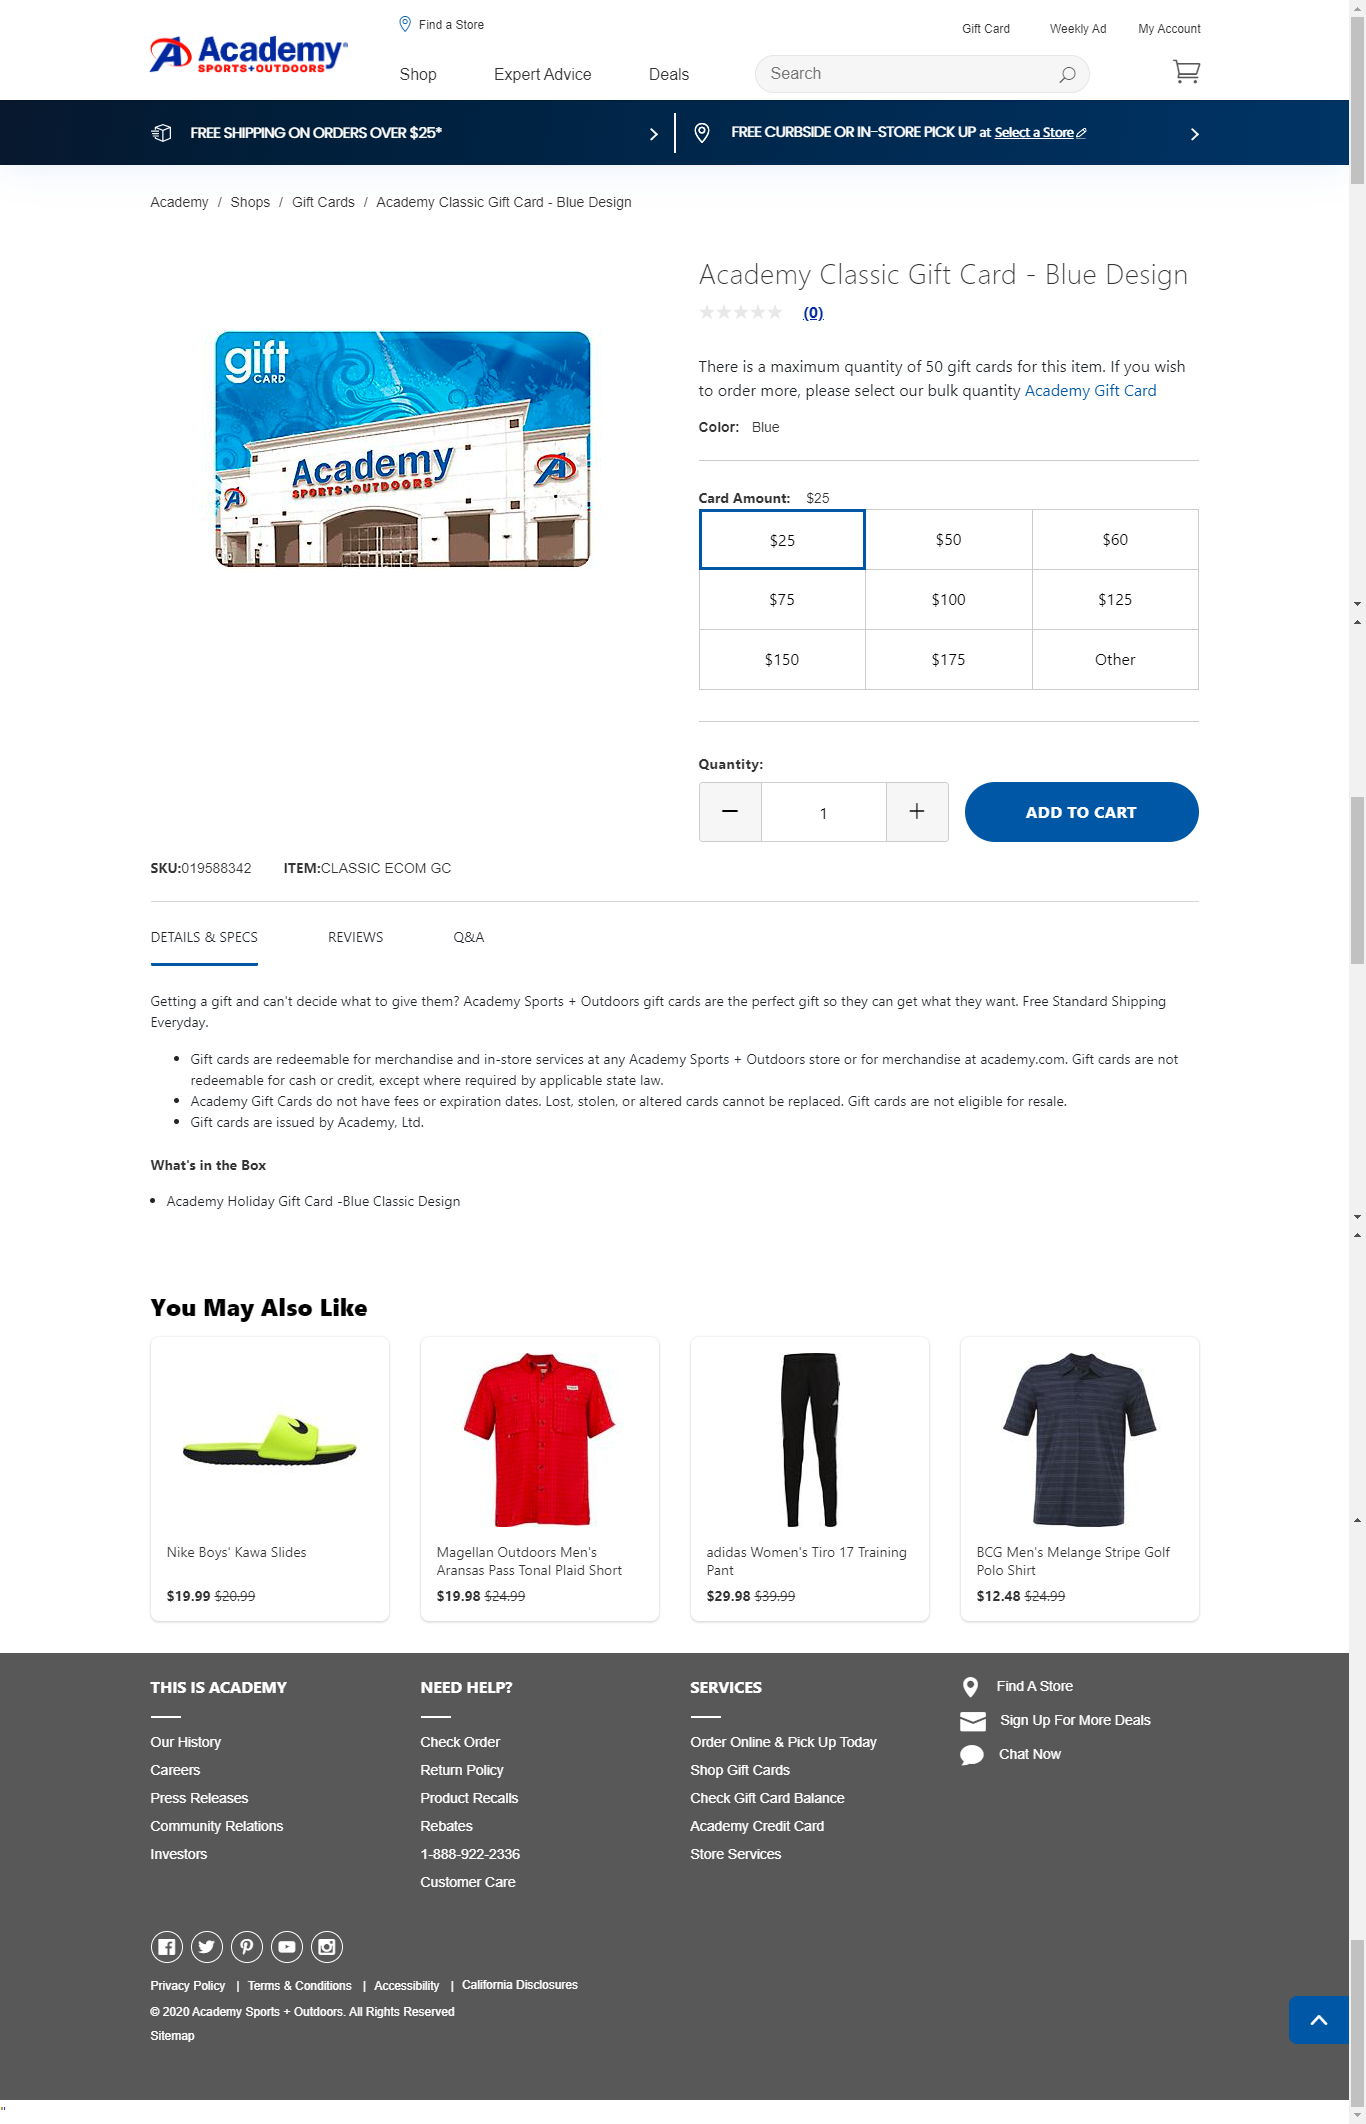 Find a Store
Gift Card
Weekly Ad
My Account
Academy
SPORTS+OUTDOORS
Shop
Expert Advice
Deals
Search
FREE SHIPPING ON ORDERS OVER $25*
FREE CURBSIDE OR IN-STORE PICK UP at Select a Store
Academy / Shops / Gift Cards / Academy Classic Gift Card - Blue Design
gift
CARD
Academy
SPORTS+OUTDOORS
Academy Classic Gift Card - Blue Design
(0)
There is a maximum quantity of 50 gift cards for this item. If you wish
to order more, please select our bulk quantity Academy Gift Card
Color: Blue
Card Amount: $25
$25 $50 $60
$75 $100 $125
$150 $175 Other
Quantity:
1
ADD TO CART
SKU:019588342 ITEM:CLASSIC ECOM GC
DETAILS & SPECS REVIEWS Q&A
Getting a gift and can't decide what to give them? Academy Sports + Outdoors gift cards are the perfect gift so they can get what they want. Free Standard Shipping
Everyday.
• Gift cards are redeemable for merchandise and in-store services at any Academy Sports + Outdoors store or for merchandise at academy.com. Gift cards are not
redeemable for cash or credit, except where required by applicable state law.
• Academy Gift Cards do not have fees or expiration dates. Lost, stolen, or altered cards cannot be replaced. Gift cards are not eligible for resale.
• Gift cards are issued by Academy, Ltd.
What's in the Box
• Academy Holiday Gift Card -Blue Classic Design
You May Also Like
Nike Boys' Kawa Slides
$19.99 $20.99
Magellan Outdoors Men's
Aransas Pass Tonal Plaid Short
$19.98 $24.99
adidas Women's Tiro 17 Training
Pant
$29.98 $39.99
BCG Men's Melange Stripe Golf
Polo Shirt
$12.48 $24.99
THIS IS ACADEMY
Our History
Careers
Press Releases
Community Relations
Investors
NEED HELP?
Check Order
Return Policy
Product Recalls
Rebates
1-888-922-2336
Customer Care
SERVICES
Order Online & Pick Up Today
Shop Gift Cards
Check Gift Card Balance
Academy Credit Card
Store Services
Find A Store
Sign Up For More Deals
Chat Now
Privacy Policy | Terms & Conditions | Accessibility | California Disclosures
© 2020 Academy Sports + Outdoors. All Rights Reserved
Sitemap
"